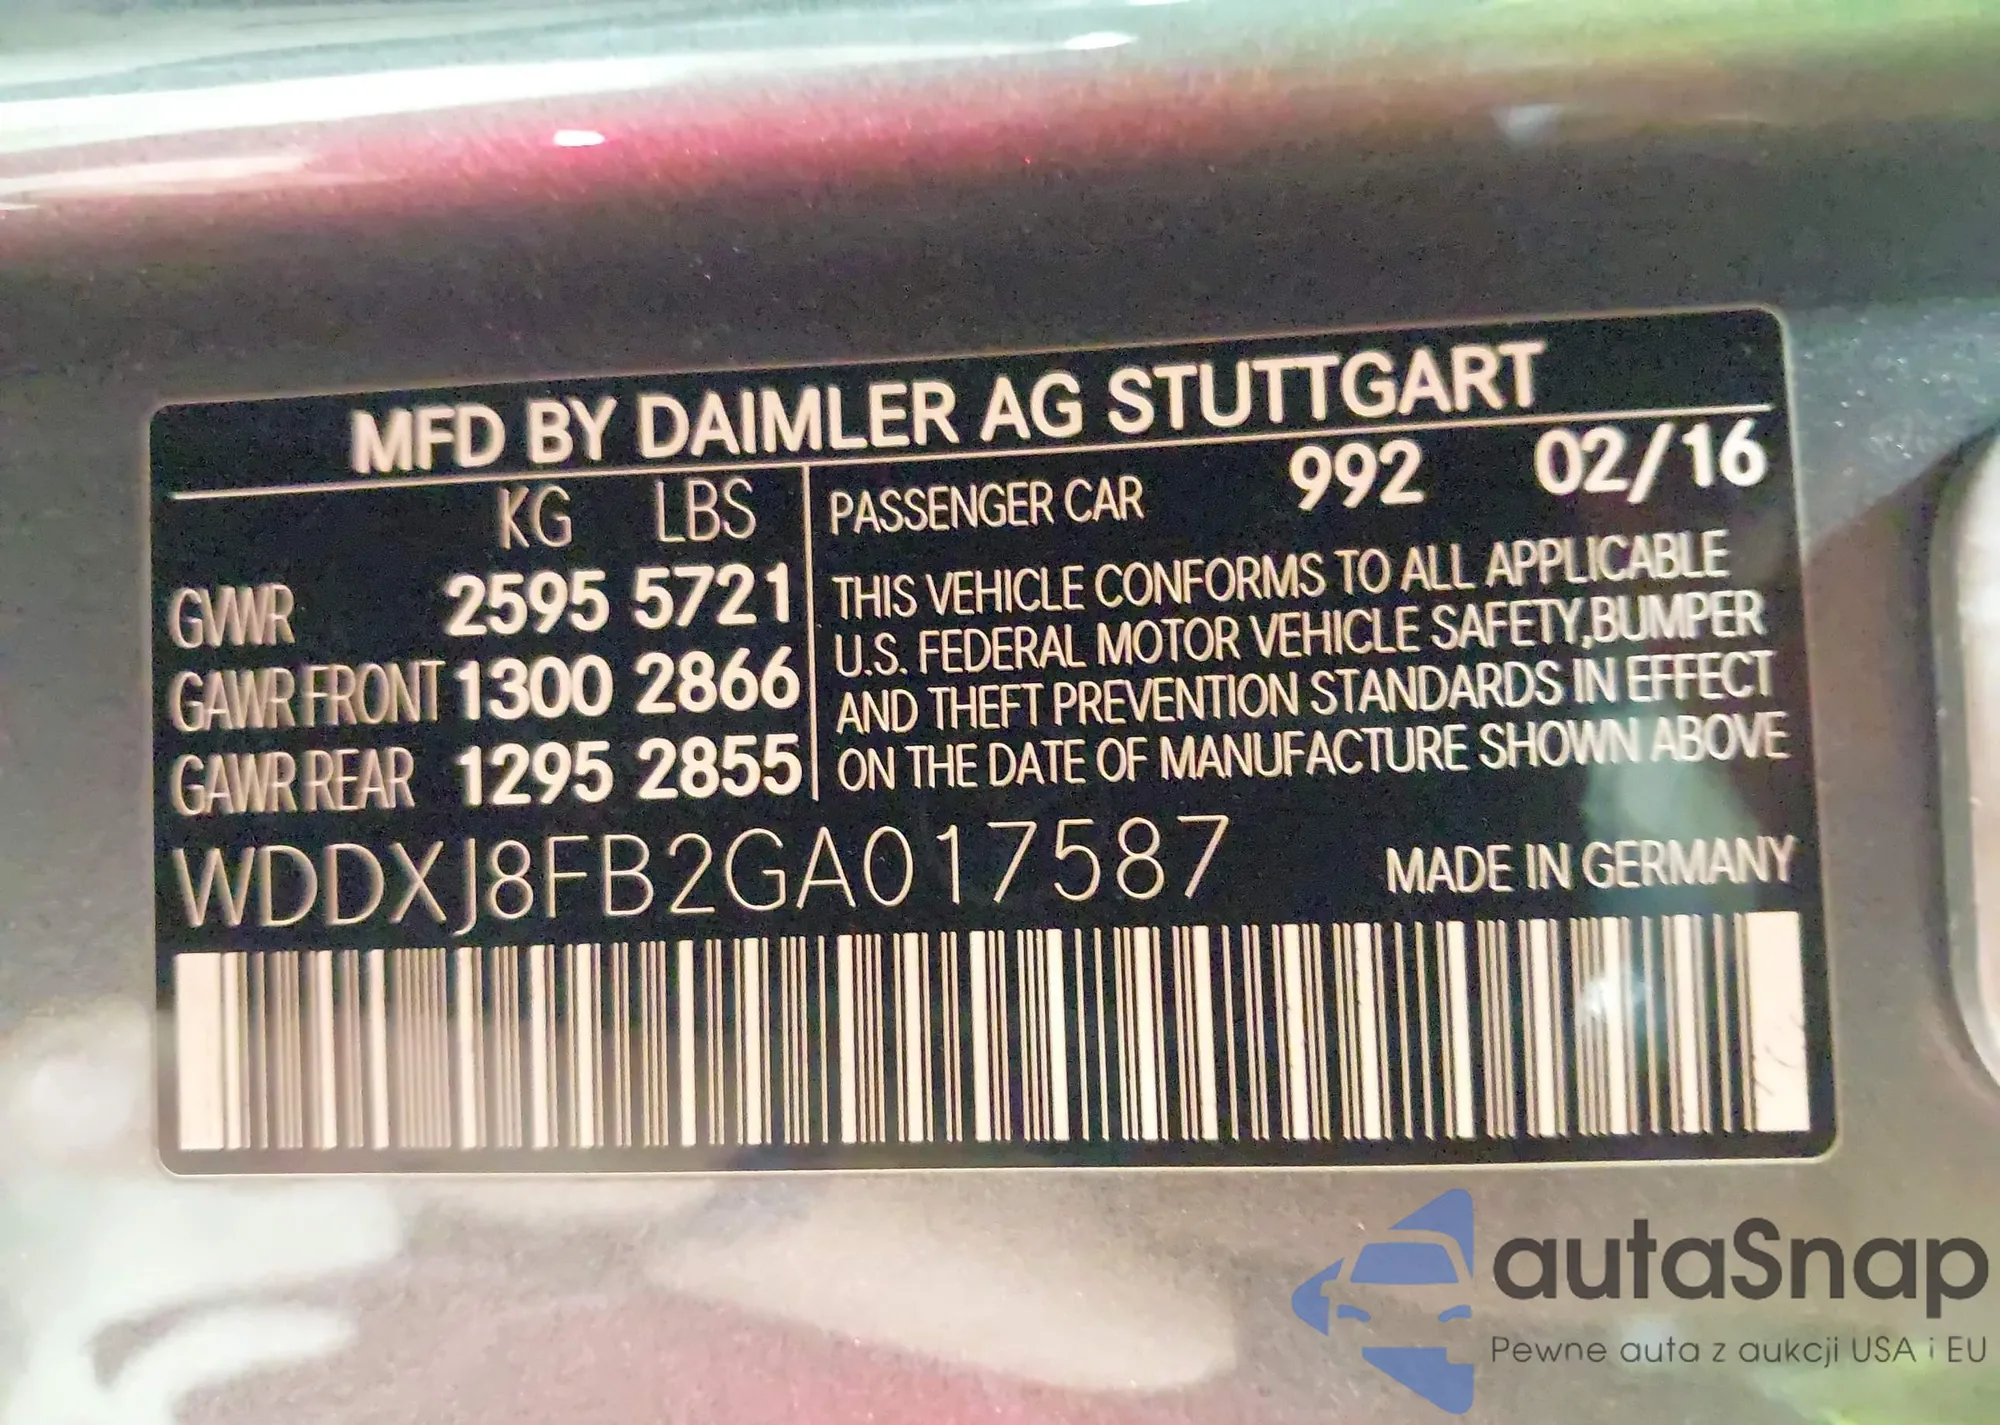 MFD BY DAIMLER AG STUTTGART
KG LBS
GVWR 2595 5721
GAWR FRONT 1300 2866
GAWR REAR 1295 2855
PASSENGER CAR 992 02/16
THIS VEHICLE CONFORMS TO ALL APPLICABLE
U.S. FEDERAL MOTOR VEHICLE SAFETY,BUMPER
AND THEFT PREVENTION STANDARDS IN EFFECT
ON THE DATE OF MANUFACTURE SHOWN ABOVE
WDDXJ8FB2GA017587
MADE IN GERMANY
autaSnap
Pewne auta z aukcji USA i EU